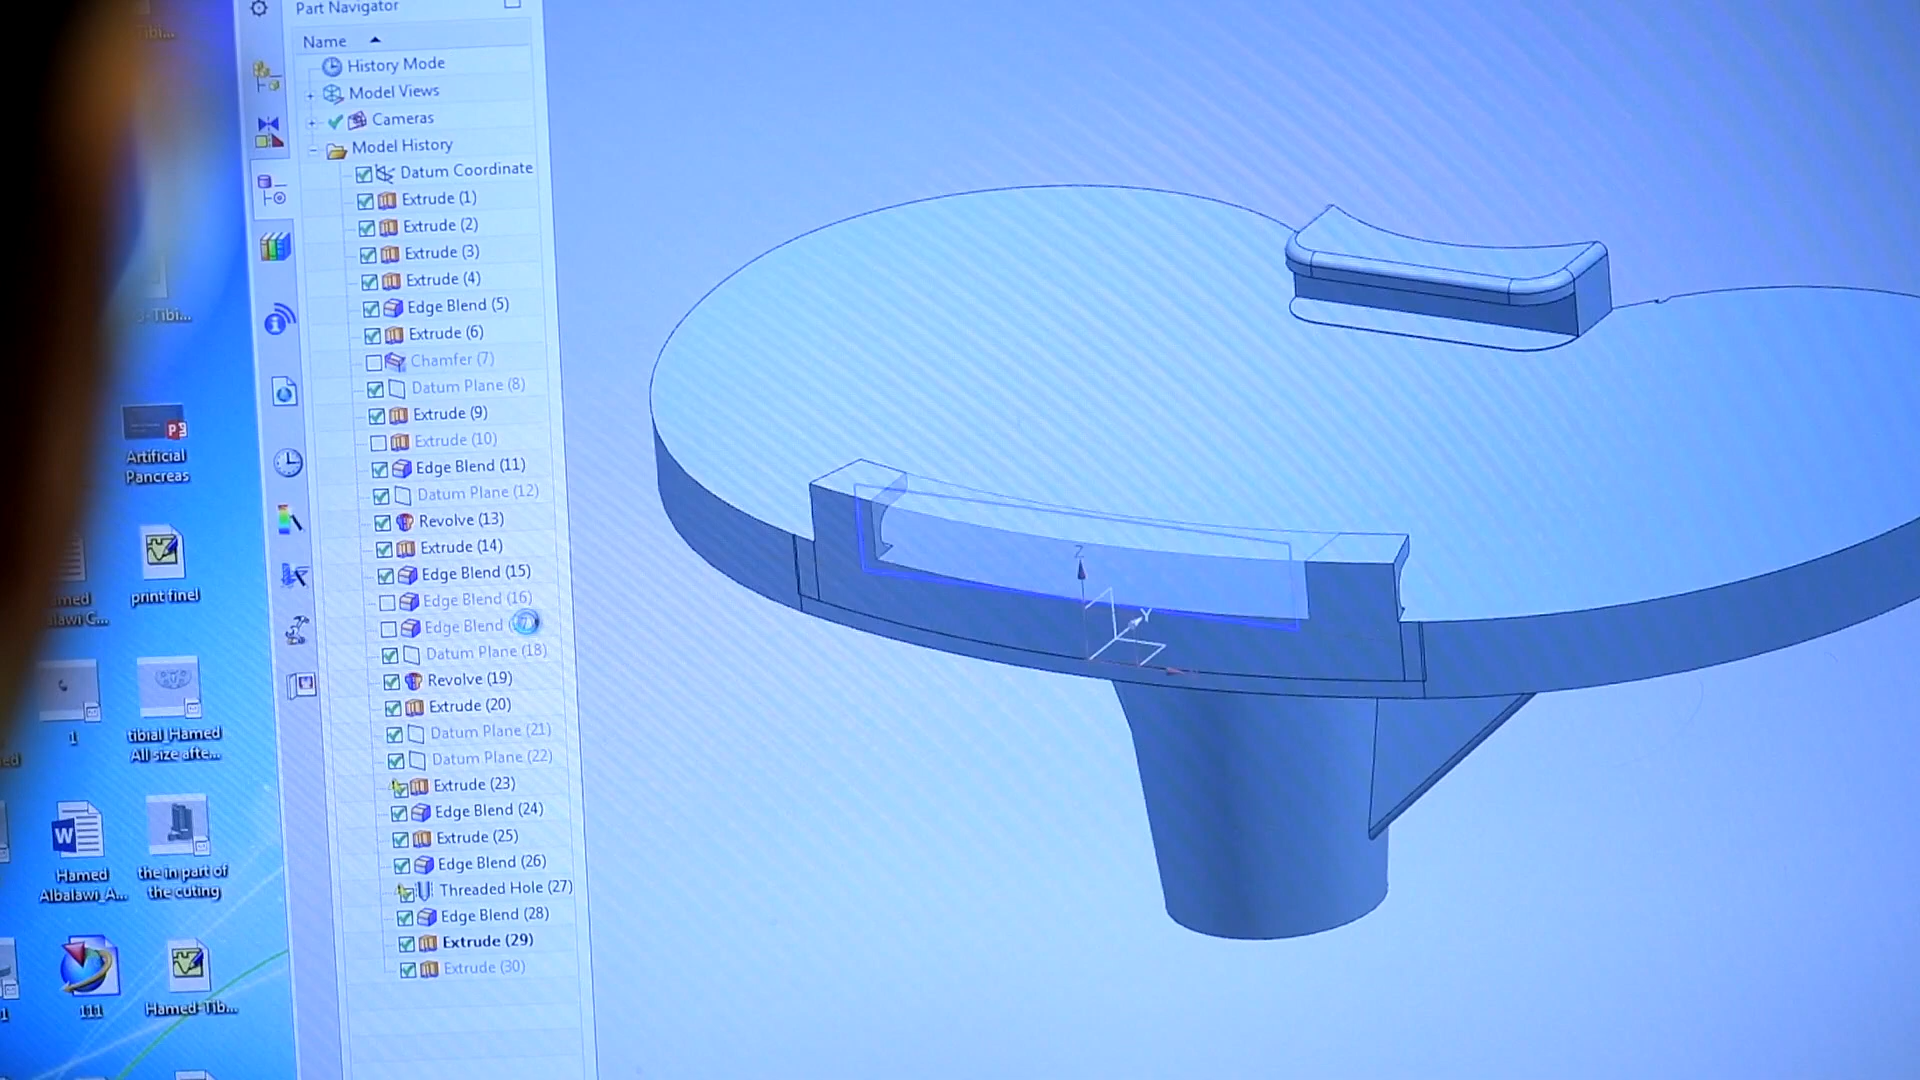 Part Navigator
Name
History Mode
Model Views
Cameras
Model History
Datum Coordinate
Extrude (1)
Extrude (2)
Extrude (3)
Extrude (4)
Edge Blend (5)
Extrude (6)
Chamfer (7)
Datum Plane (8)
Extrude (9)
Extrude (10)
Edge Blend (11)
Datum Plane (12)
Revolve (13)
Extrude (14)
Edge Blend (15)
Edge Blend (16)
Edge Blend
Datum Plane (18)
Revolve (19)
Extrude (20)
Datum Plane (21)
Datum Plane (22)
Extrude (23)
Edge Blend (24)
Extrude (25)
Edge Blend (26)
Threaded Hole (27)
Edge Blend (28)
Extrude (29)
Extrude (30)
Z
Y
Artificial
Pancreas
print finel
1
tibial_Hamed
All size afte...
Hamed
Albalawi_A...
the in part of
the cuting
111
Hamed-Tib...